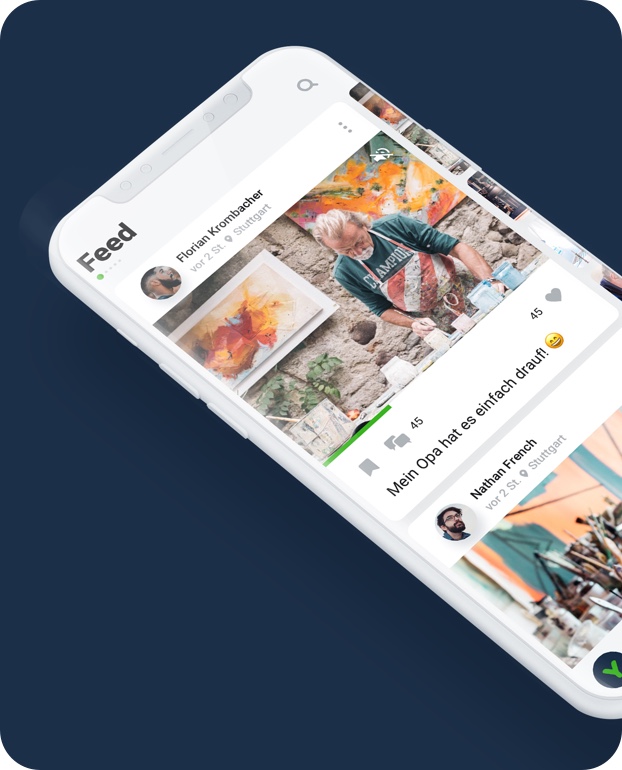 Feed
Florian Krombacher
vor 2 St. Stuttgart
CHAMPION
45
45
Mein Opa hat es einfach drauf! 😀
Nathan French
vor 2 St. Stuttgart